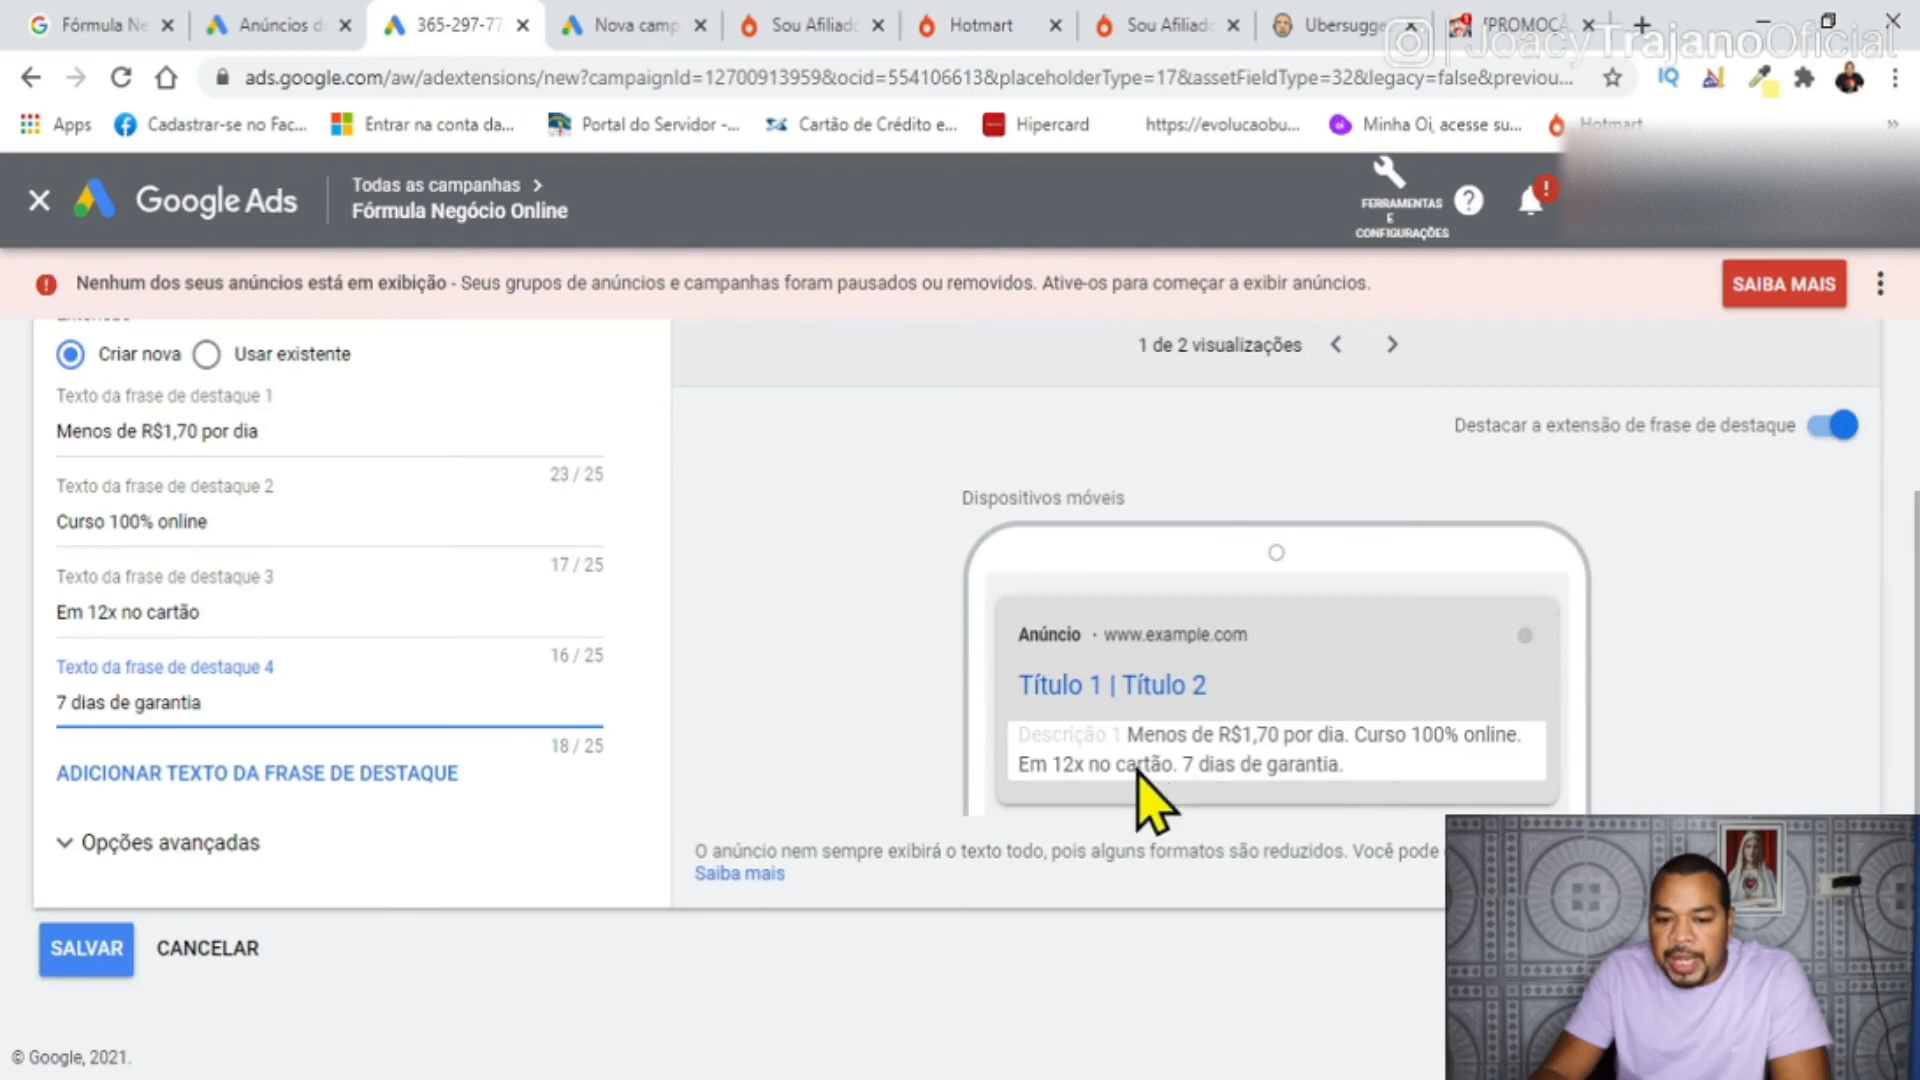 Fórmula Ne
Anúncios d
365-297-77
Nova camp
Sou Afiliado
Hotmart
Sou Afiliado
Ubersugge
JoacyTrajanoOficial
ads.google.com/aw/adextensions/new?campaignId=12700913959&ocid=554106613&placeholderType=17&assetFieldType=32&legacy=false&previou...
IQ
Apps
Cadastrar-se no Fac...
Entrar na conta da...
Portal do Servidor -...
Cartão de Crédito e...
Hipercard
https://evolucaobu...
Minha Oi, acesse su...
Hotmart
»
Google Ads
Todas as campanhas >
Fórmula Negócio Online
FERRAMENTAS
E
CONFIGURAÇÕES
Nenhum dos seus anúncios está em exibição - Seus grupos de anúncios e campanhas foram pausados ou removidos. Ative-os para começar a exibir anúncios.
SAIBA MAIS
Criar nova
Usar existente
1 de 2 visualizações
Texto da frase de destaque 1
Menos de R$1,70 por dia
23 / 25
Texto da frase de destaque 2
Curso 100% online
17 / 25
Texto da frase de destaque 3
Em 12x no cartão
16 / 25
Texto da frase de destaque 4
7 dias de garantia
18 / 25
ADICIONAR TEXTO DA FRASE DE DESTAQUE
Opções avançadas
Destacar a extensão de frase de destaque
Dispositivos móveis
Anúncio · www.example.com
Título 1 | Título 2
Descrição 1 Menos de R$1,70 por dia. Curso 100% online.
Em 12x no cartão. 7 dias de garantia.
O anúncio nem sempre exibirá o texto todo, pois alguns formatos são reduzidos. Você pode
Saiba mais
SALVAR
CANCELAR
© Google, 2021.